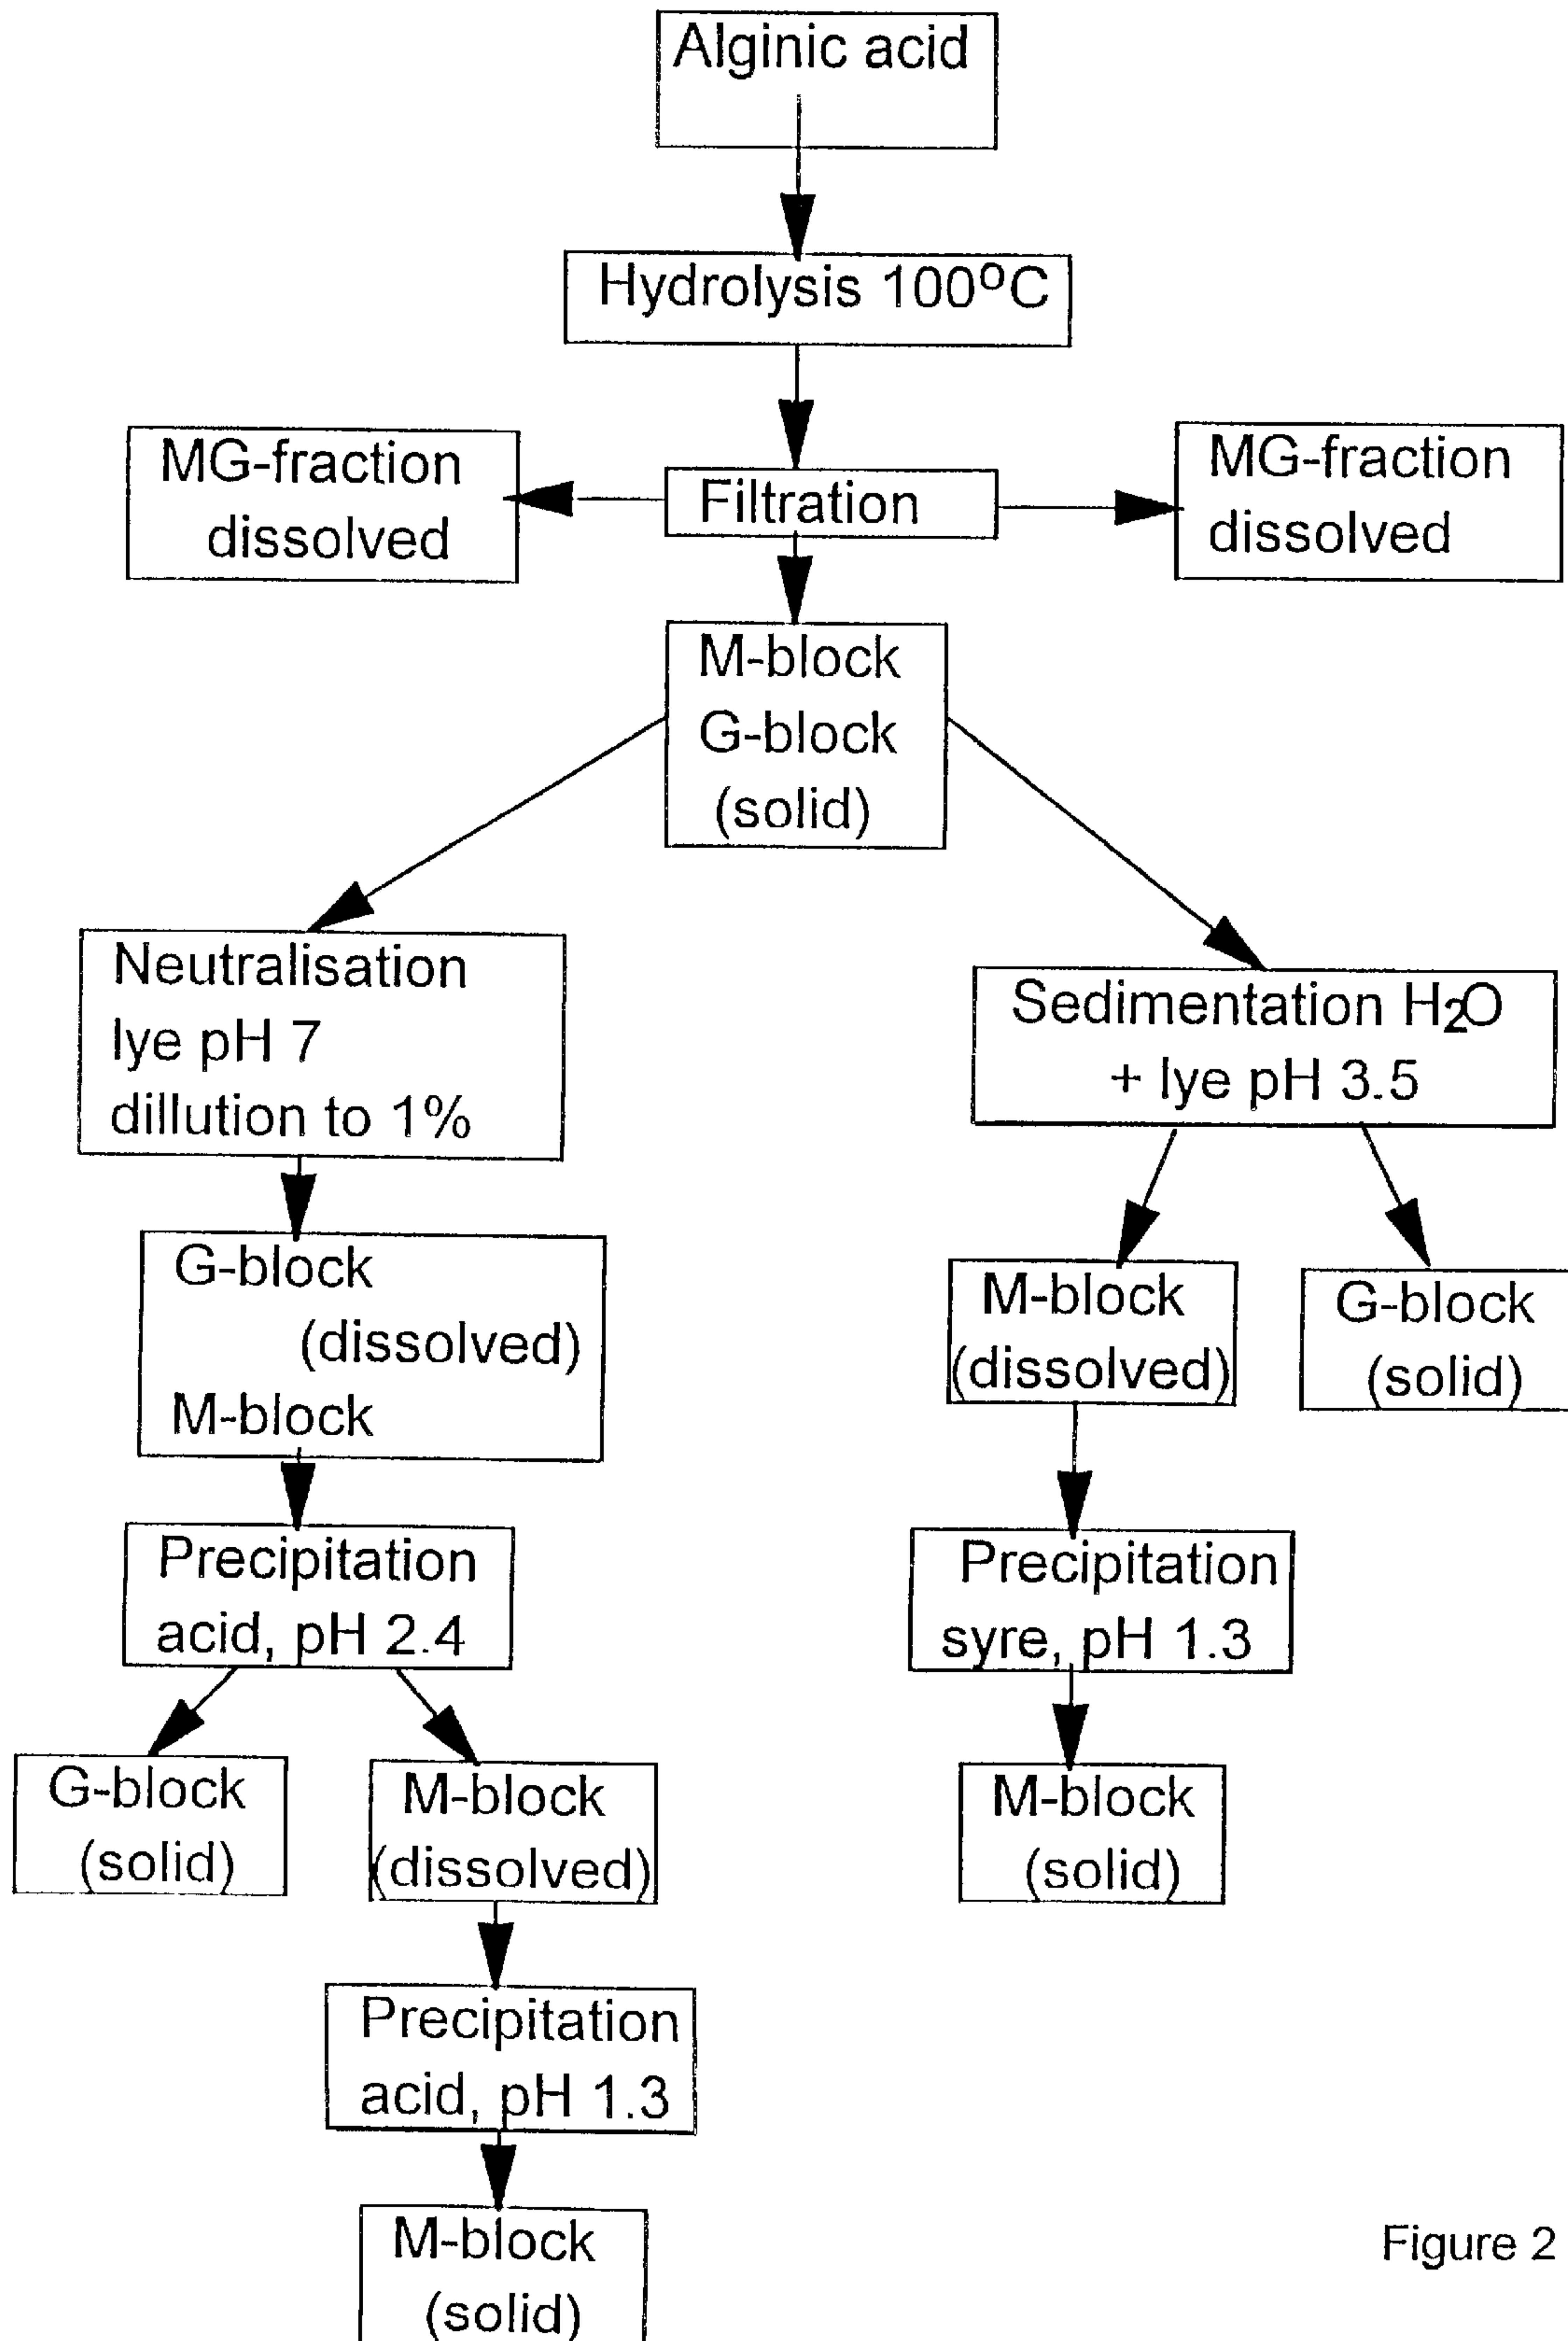 Alginic acid
Hydrolysis 100ºC
MG-fraction
dissolved
Filtration
MG-fraction
dissolved
M-block
G-block
(solid)
Neutralisation
lye pH 7
dillution to 1%
Sedimentation H₂O
+ lye pH 3.5
G-block
(dissolved)
M-block
M-block
(dissolved)
G-block
(solid)
Precipitation
acid, pH 2.4
Precipitation
syre, pH 1.3
G-block
(solid)
M-block
(dissolved)
M-block
(solid)
Precipitation
acid, pH 1.3
M-block
(solid)
Figure 2